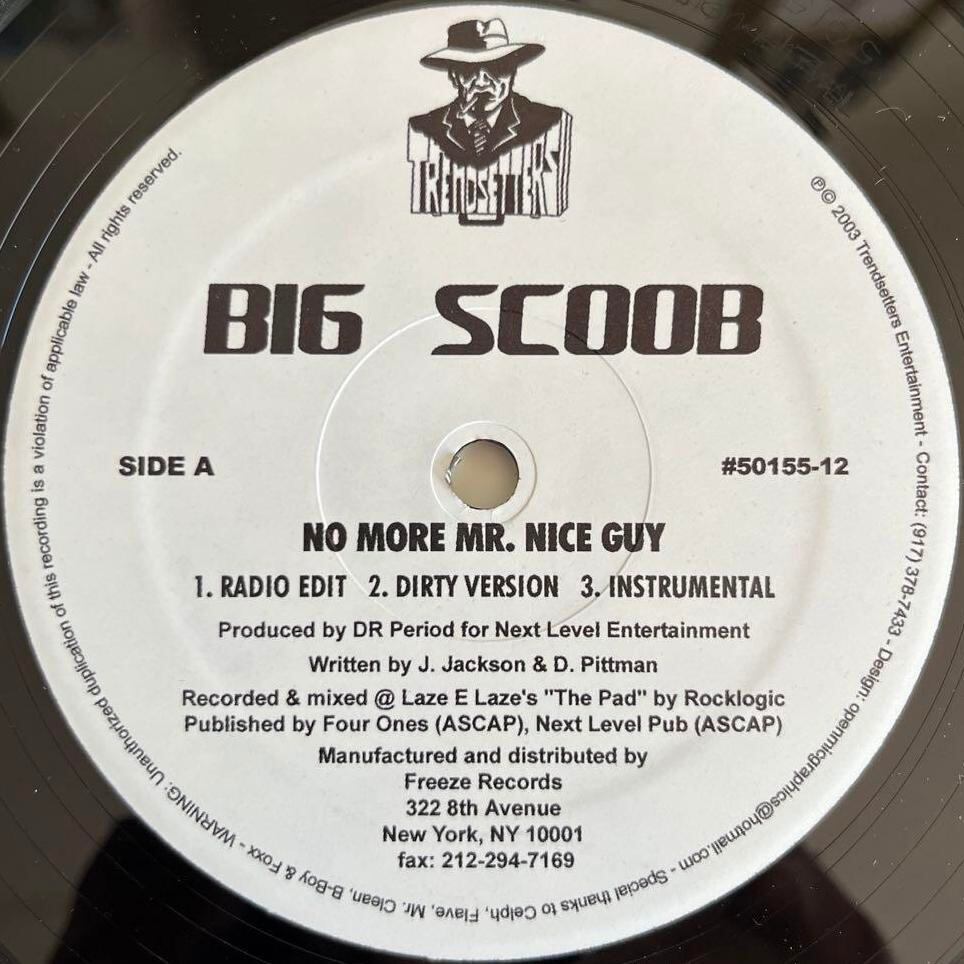 TRENDSETTERS
BIG SCOOB
SIDE A
#50155-12
NO MORE MR. NICE GUY
1. RADIO EDIT 2. DIRTY VERSION 3. INSTRUMENTAL
Produced by DR Period for Next Level Entertainment
Written by J. Jackson & D. Pittman
Recorded & mixed @ Laze E Laze's "The Pad" by Rocklogic
Published by Four Ones (ASCAP), Next Level Pub (ASCAP)
Manufactured and distributed by
Freeze Records
322 8th Avenue
New York, NY 10001
fax: 212-294-7169
℗© 2003 Trendsetters Entertainment - Contact: (917) 378-7433 - Design: openmicgraphics@hotmail.com - Special thanks to Celph, Flave, Mr. Clean, B-Boy & Foxx - WARNING: Unauthorized duplication of this recording is a violation of applicable law - All rights reserved.